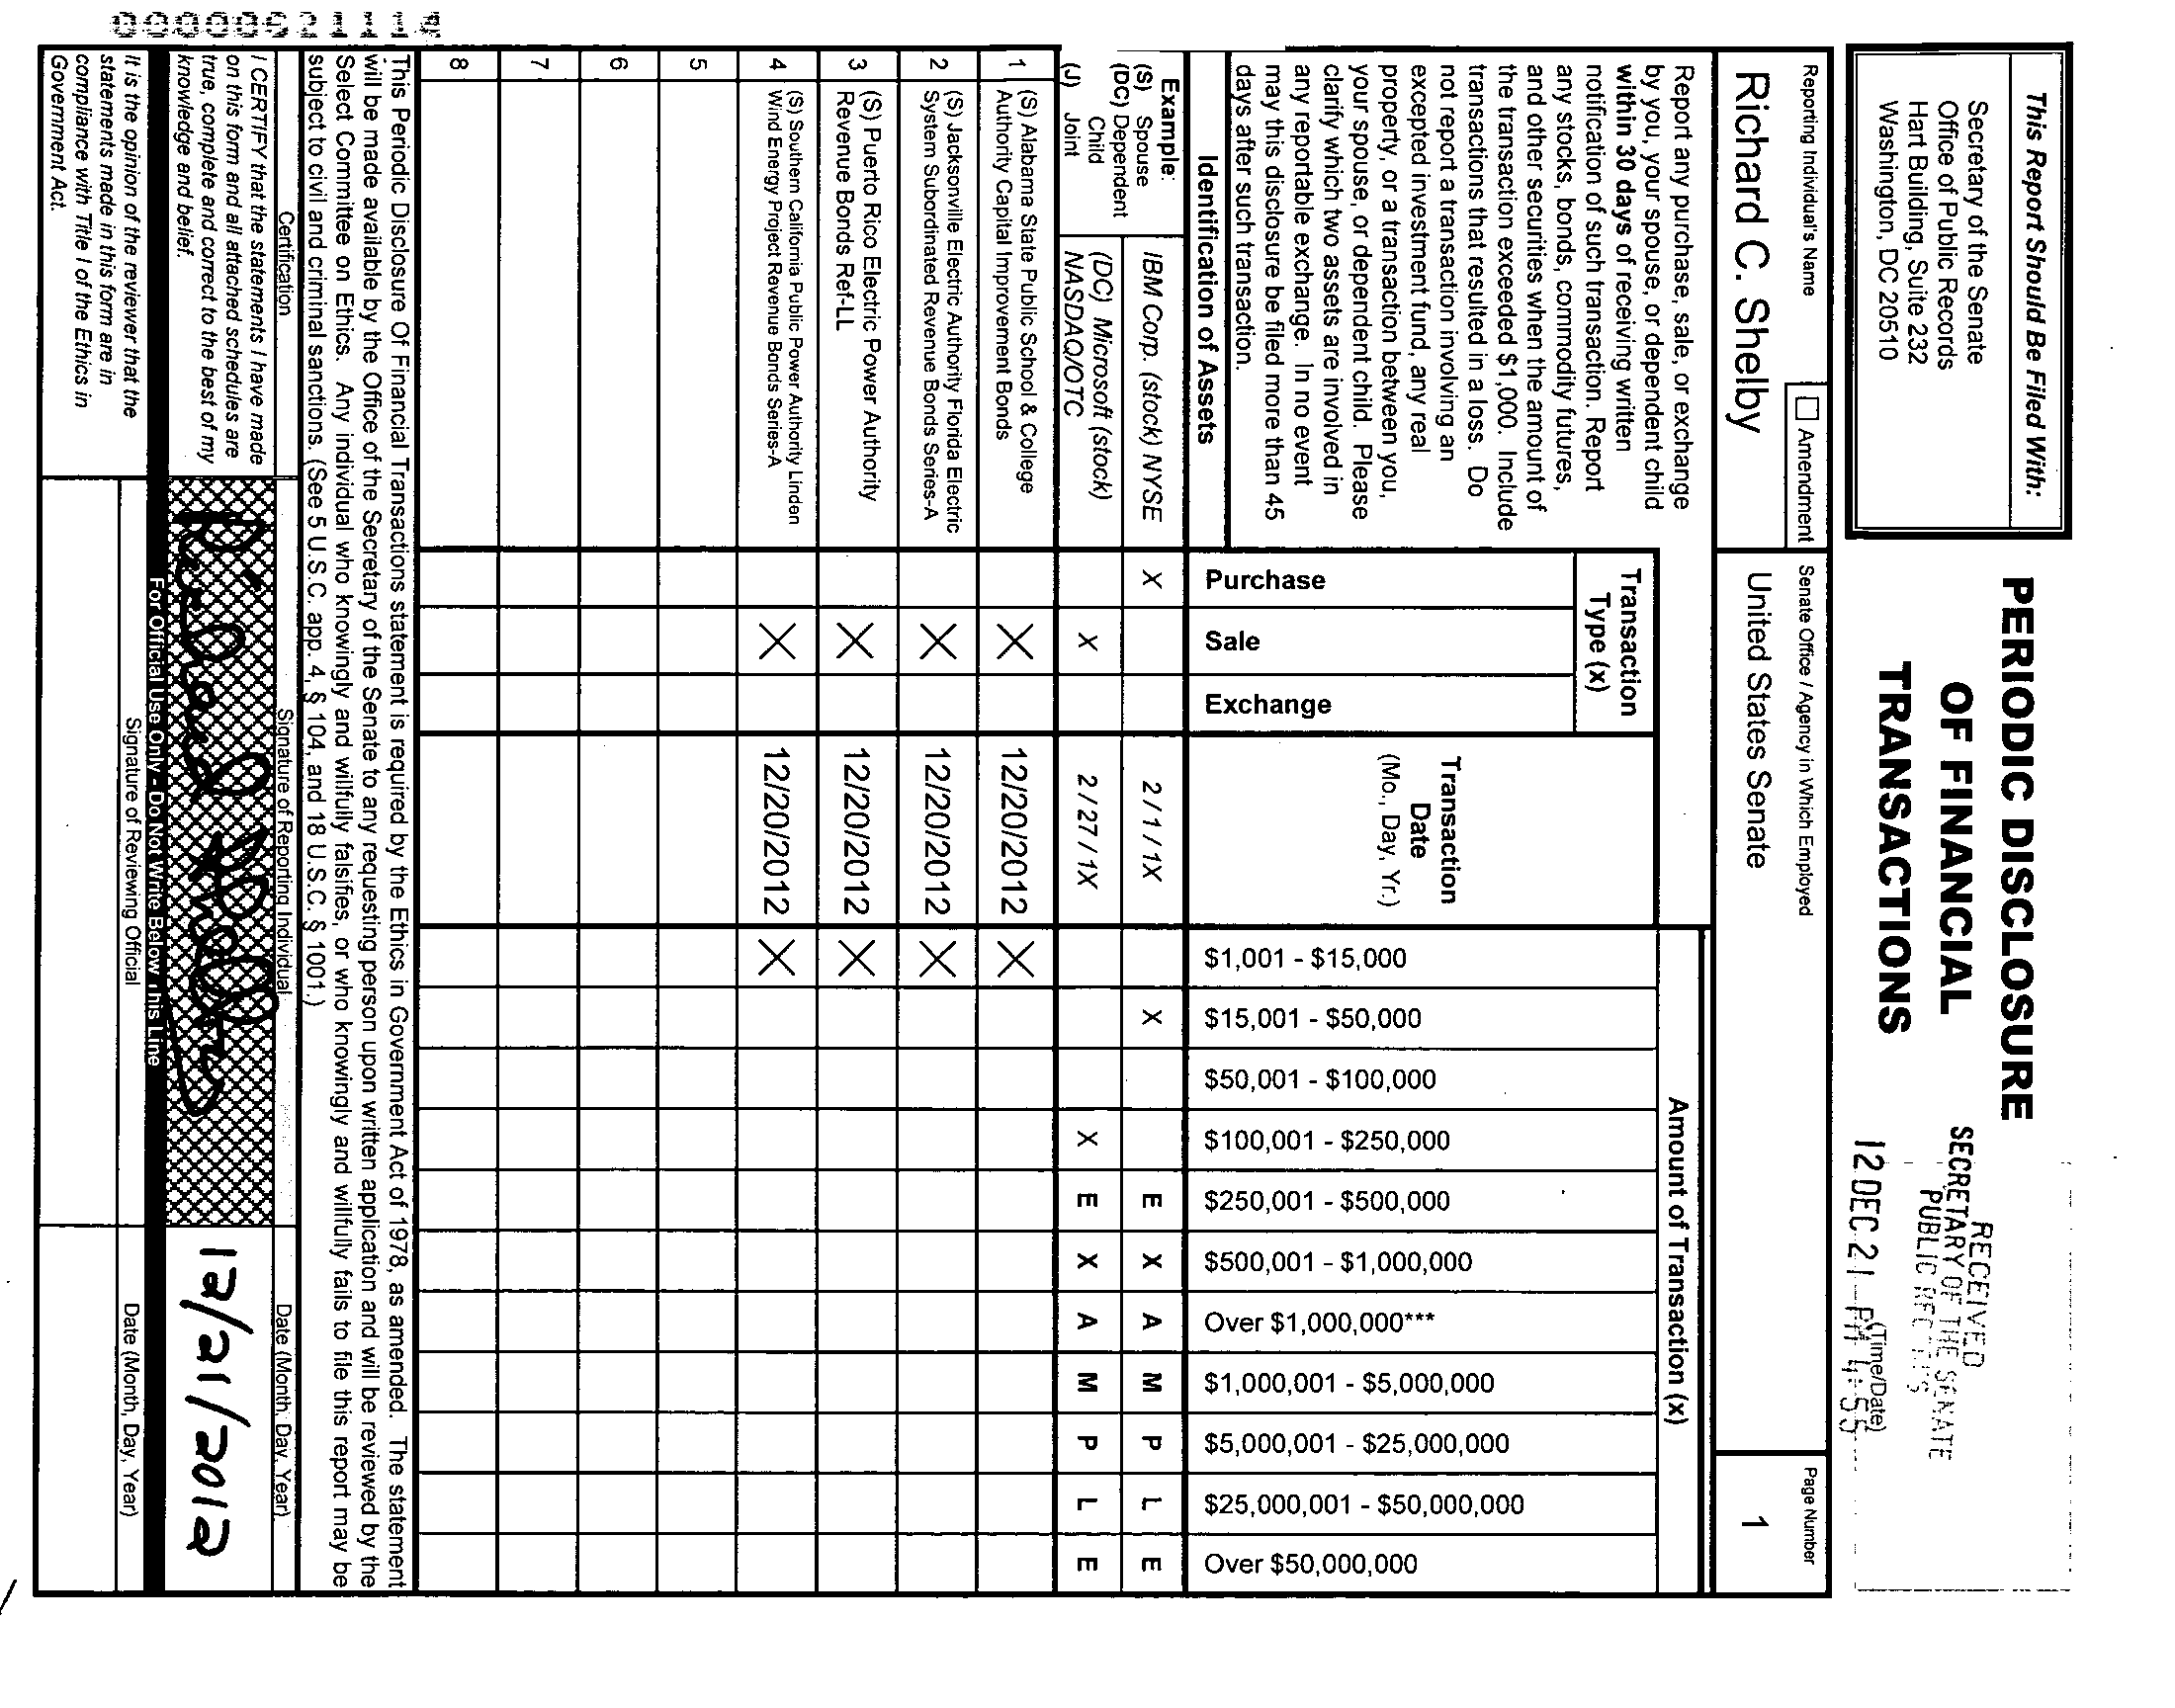 This Report Should Be Filed With:
Secretary of the Senate
Office of Public Records
Hart Building, Suite 232
Washington, DC 20510
PERIODIC DISCLOSURE
OF FINANCIAL
TRANSACTIONS
RECEIVED
SECRETARY OF THE SENATE
PUBLIC RECORDS
(Time/Date)
12 DEC 21 PM 4:55
Reporting Individual's Name
Amendment
Richard C. Shelby
Senate Office / Agency in Which Employed
United States Senate
Page Number
1
Report any purchase, sale, or exchange
by you, your spouse, or dependent child
within 30 days of receiving written
notification of such transaction. Report
any stocks, bonds, commodity futures,
and other securities when the amount of
the transaction exceeded $1,000. Include
transactions that resulted in a loss. Do
not report a transaction involving an
excepted investment fund, any real
property, or a transaction between you,
your spouse, or dependent child. Please
clarify which two assets are involved in
any reportable exchange. In no event
may this disclosure be filed more than 45
days after such transaction.
Identification of Assets
Transaction
Type (x)
Purchase
Sale
Exchange
Transaction
Date
(Mo., Day, Yr.)
Amount of Transaction (x)
$1,001 - $15,000
$15,001 - $50,000
$50,001 - $100,000
$100,001 - $250,000
$250,001 - $500,000
$500,001 - $1,000,000
Over $1,000,000***
$1,000,001 - $5,000,000
$5,000,001 - $25,000,000
$25,000,001 - $50,000,000
Over $50,000,000
Example:
(S) Spouse
(DC) Dependent
Child
(J) Joint
IBM Corp. (stock) NYSE X 2 / 1 / 1X X E X A M P L E
(DC) Microsoft (stock)
NASDAQ/OTC X 2 / 27 / 1X X E X A M P L E
1 (S) Alabama State Public School & College
Authority Capital Improvement Bonds X 12/20/2012 X
2 (S) Jacksonville Electric Authority Florida Electric
System Subordinated Revenue Bonds Series-A X 12/20/2012 X
3 (S) Puerto Rico Electric Power Authority
Revenue Bonds Ref-LL X 12/20/2012 X
4 (S) Southern California Public Power Authority Linden
Wind Energy Project Revenue Bonds Series-A X 12/20/2012 X
5
6
7
8
This Periodic Disclosure Of Financial Transactions statement is required by the Ethics in Government Act of 1978, as amended. The statement
will be made available by the Office of the Secretary of the Senate to any requesting person upon written application and will be reviewed by the
Select Committee on Ethics. Any individual who knowingly and willfully falsifies, or who knowingly and willfully fails to file this report may be
subject to civil and criminal sanctions. (See 5 U.S.C. app. 4, § 104, and 18 U.S.C. § 1001.)
Certification
Signature of Reporting Individual
Date (Month, Day, Year)
I CERTIFY that the statements I have made
on this form and all attached schedules are
true, complete and correct to the best of my
knowledge and belief.
Richard Shelby
12/21/2012
For Official Use Only - Do Not Write Below This Line
It is the opinion of the reviewer that the
statements made in this form are in
compliance with Title I of the Ethics in
Government Act.
Signature of Reviewing Official
Date (Month, Day, Year)